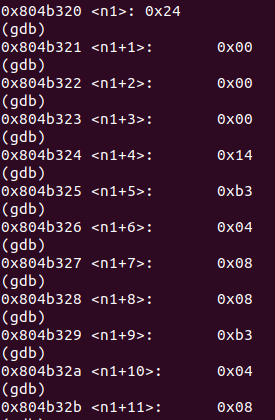 0x804b320 <n1>: 0x24
(gdb)
0x804b321 <n1+1>: 0x00
(gdb)
0x804b322 <n1+2>: 0x00
(gdb)
0x804b323 <n1+3>: 0x00
(gdb)
0x804b324 <n1+4>: 0x14
(gdb)
0x804b325 <n1+5>: 0xb3
(gdb)
0x804b326 <n1+6>: 0x04
(gdb)
0x804b327 <n1+7>: 0x08
(gdb)
0x804b328 <n1+8>: 0x08
(gdb)
0x804b329 <n1+9>: 0xb3
(gdb)
0x804b32a <n1+10>: 0x04
(gdb)
0x804b32b <n1+11>: 0x08